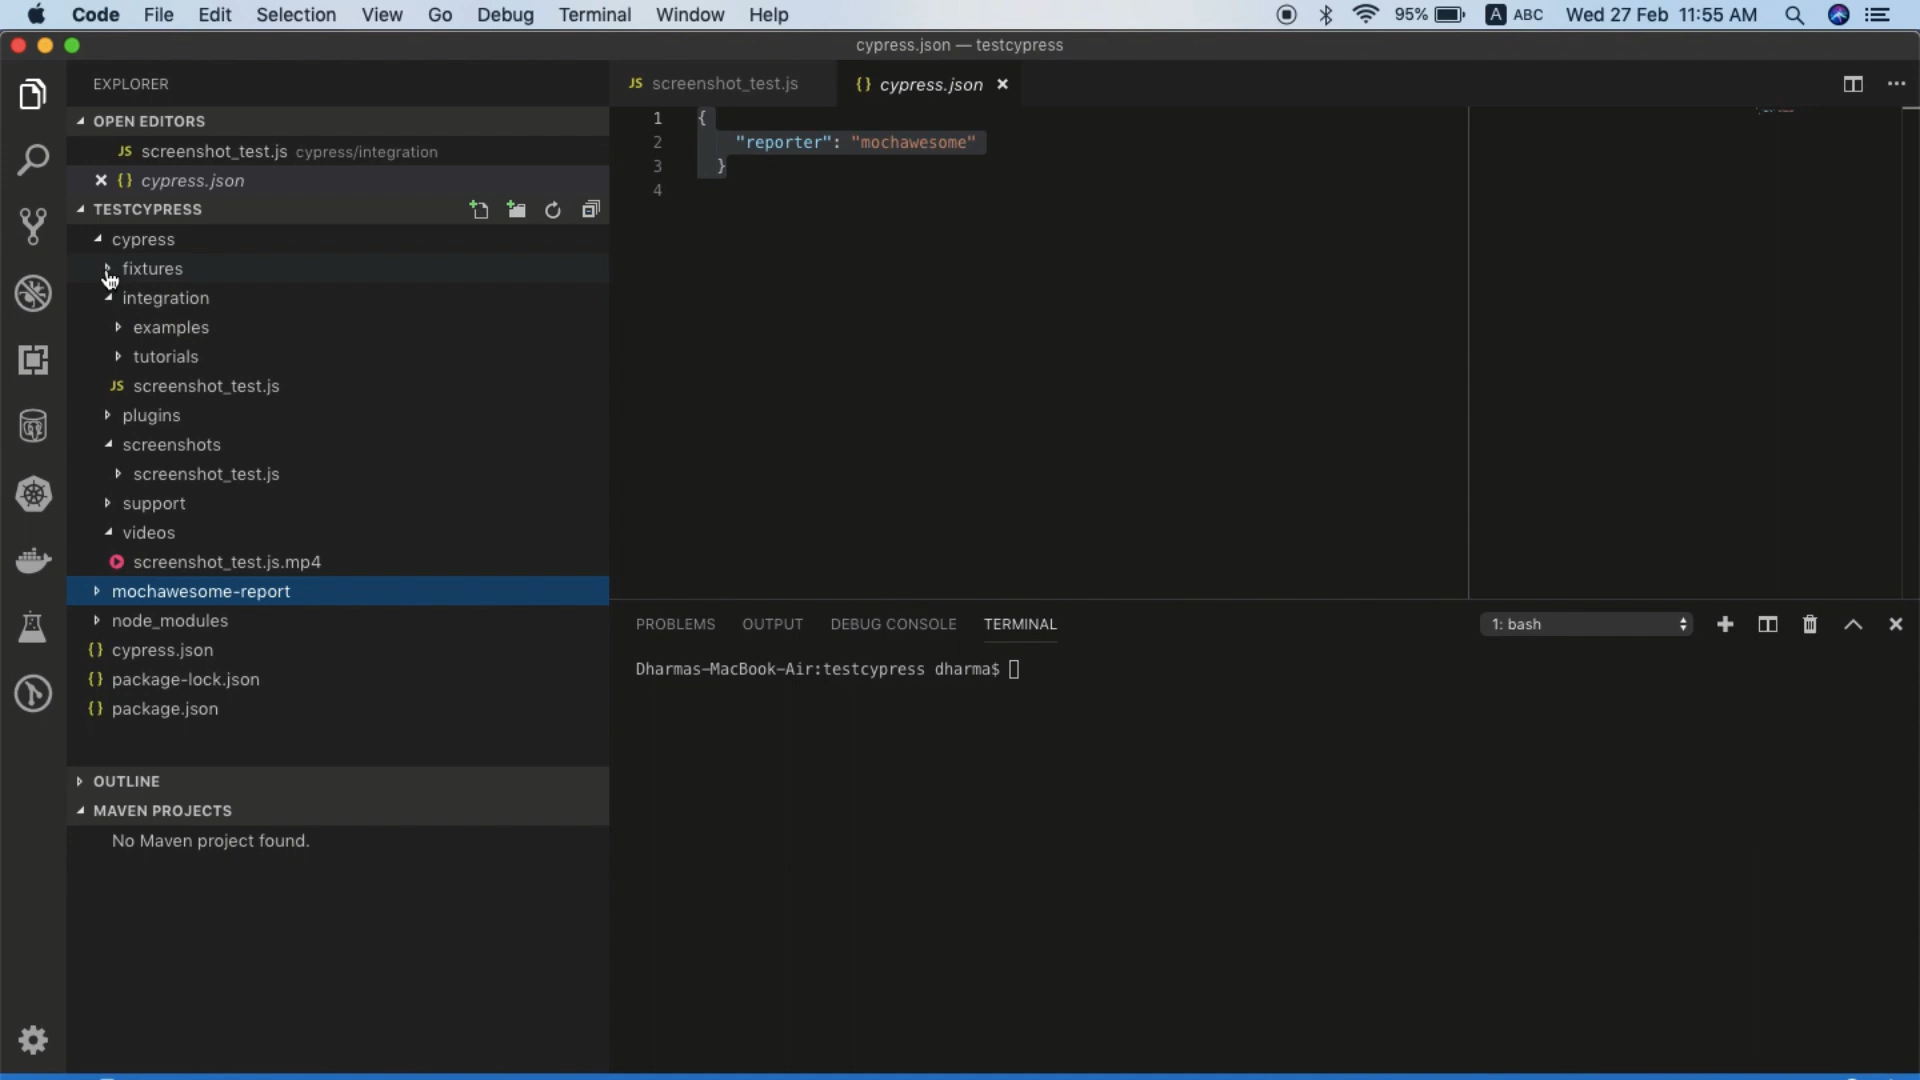 Code File Edit Selection View Go Debug Terminal Window Help 95% A ABC Wed 27 Feb 11:55 AM
cypress.json — testcypress
EXPLORER
JS screenshot_test.js {} cypress.json
OPEN EDITORS
JS screenshot_test.js cypress/integration
{} cypress.json
TESTCYPRESS
cypress
fixtures
integration
examples
tutorials
JS screenshot_test.js
plugins
screenshots
screenshot_test.js
support
videos
screenshot_test.js.mp4
mochawesome-report
node_modules
{} cypress.json
{} package-lock.json
{} package.json
OUTLINE
MAVEN PROJECTS
No Maven project found.
1 {
2 "reporter": "mochawesome"
3 }
4
PROBLEMS OUTPUT DEBUG CONSOLE TERMINAL 1: bash
Dharmas-MacBook-Air:testcypress dharma$